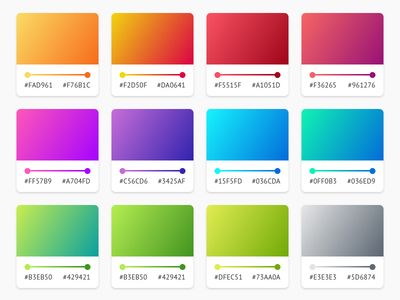 #FAD961 #F76B1C #F2D50F #DA0641 #F5515F #A1051D #F36265 #961276
#FF57B9 #A704FD #C56CD6 #3425AF #15F5FD #036CDA #0FF0B3 #036ED9
#B3EB50 #429421 #B3EB50 #429421 #DFEC51 #73AA0A #E3E3E3 #5D6874